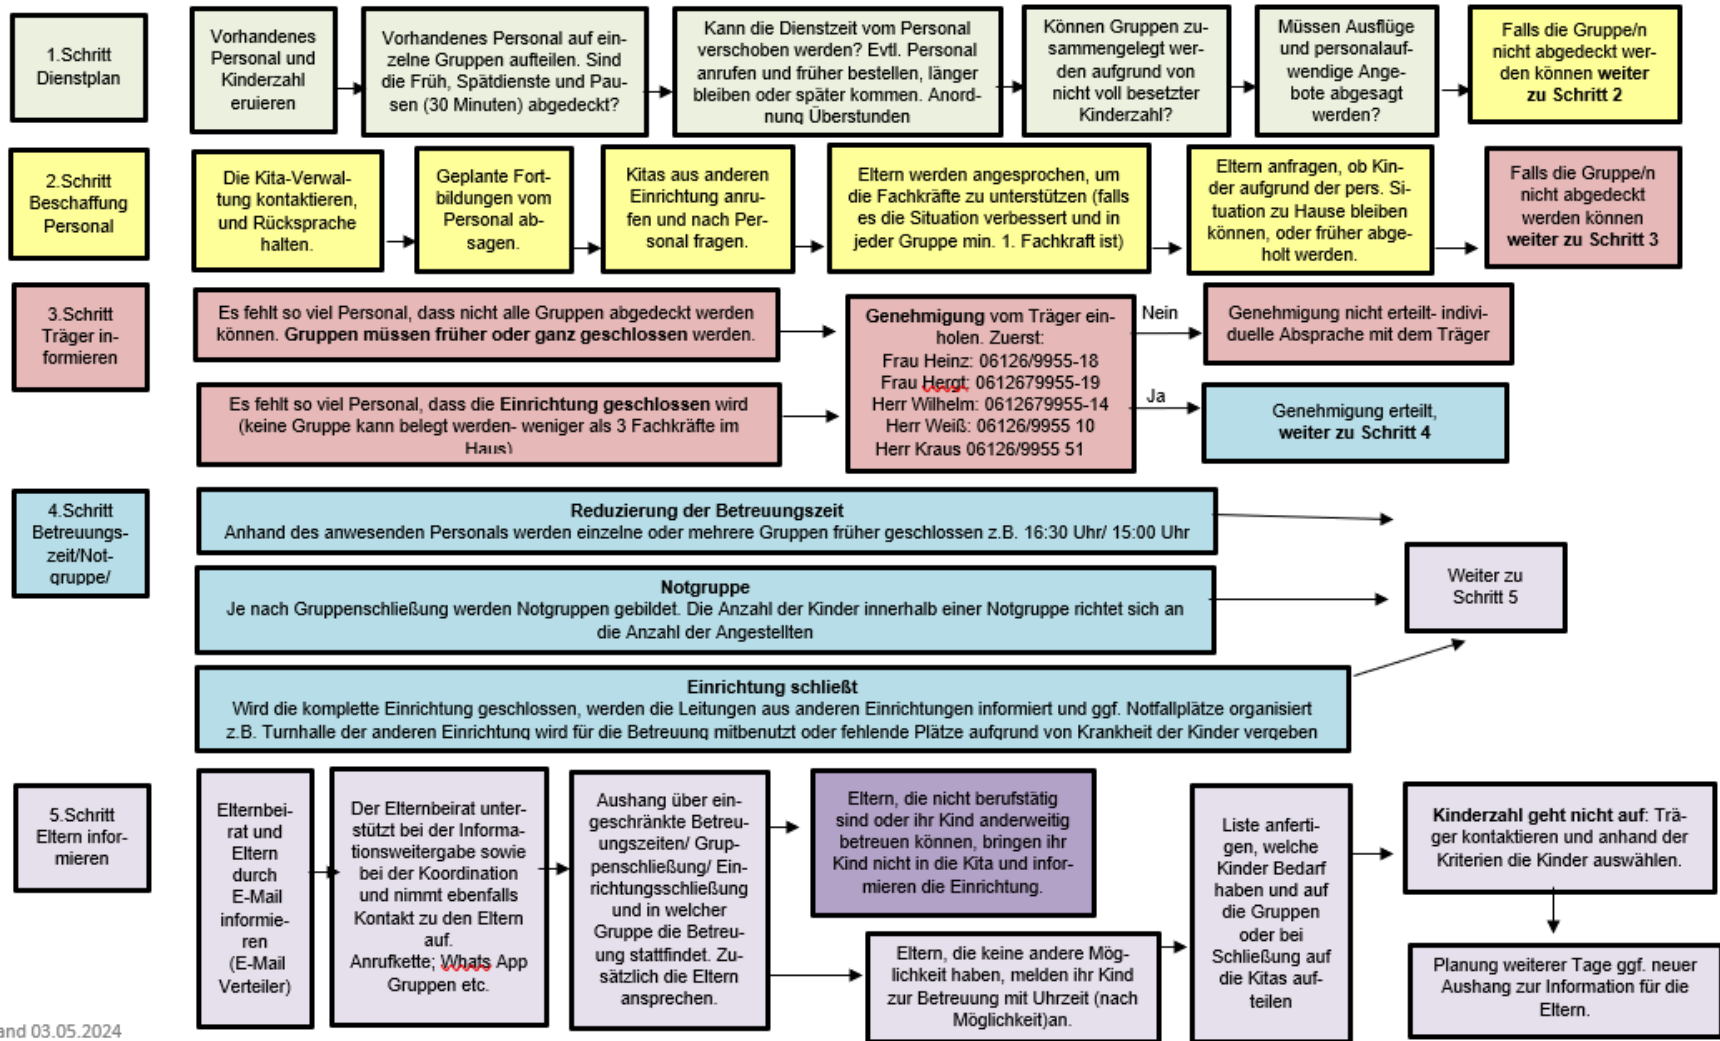 1.Schritt
Dienstplan
Vorhandenes
Personal und
Kinderzahl
eruieren
Vorhandenes Personal auf ein-
zelne Gruppen aufteilen. Sind
die Früh, Spätdienste und Pau-
sen (30 Minuten) abgedeckt?
Kann die Dienstzeit vom Personal
verschoben werden? Evtl. Personal
anrufen und früher bestellen, länger
bleiben oder später kommen. Anord-
nung Überstunden
Können Gruppen zu-
sammengelegt wer-
den aufgrund von
nicht voll besetzter
Kinderzahl?
Müssen Ausflüge
und personalauf-
wendige Ange-
bote abgesagt
werden?
Falls die Gruppe/n
nicht abgedeckt wer-
den können weiter
zu Schritt 2
2.Schritt
Beschaffung
Personal
Die Kita-Verwal-
tung kontaktieren,
und Rücksprache
halten.
Geplante Fort-
bildungen vom
Personal ab-
sagen.
Kitas aus anderen
Einrichtung anru-
fen und nach Per-
sonal fragen.
Eltern werden angesprochen, um
die Fachkräfte zu unterstützen (falls
es die Situation verbessert und in
jeder Gruppe min. 1. Fachkraft ist)
Eltern anfragen, ob Kin-
der aufgrund der pers. Si-
tuation zu Hause bleiben
können, oder früher abge-
holt werden.
Falls die Gruppe/n
nicht abgedeckt
werden können
weiter zu Schritt 3
3.Schritt
Träger in-
formieren
Es fehlt so viel Personal, dass nicht alle Gruppen abgedeckt werden
können. Gruppen müssen früher oder ganz geschlossen werden.
Es fehlt so viel Personal, dass die Einrichtung geschlossen wird
(keine Gruppe kann belegt werden- weniger als 3 Fachkräfte im
Haus)
Genehmigung vom Träger ein-
holen. Zuerst:
Frau Heinz: 06126/9955-18
Frau Hergt: 0612679955-19
Herr Wilhelm: 0612679955-14
Herr Weiß: 06126/9955 10
Herr Kraus 06126/9955 51
Nein
Genehmigung nicht erteilt- indivi-
duelle Absprache mit dem Träger
Ja
Genehmigung erteilt,
weiter zu Schritt 4
4.Schritt
Betreuungs-
zeit/Not-
gruppe/
Reduzierung der Betreuungszeit
Anhand des anwesenden Personals werden einzelne oder mehrere Gruppen früher geschlossen z.B. 16:30 Uhr/ 15:00 Uhr
Notgruppe
Je nach Gruppenschließung werden Notgruppen gebildet. Die Anzahl der Kinder innerhalb einer Notgruppe richtet sich an
die Anzahl der Angestellten
Einrichtung schließt
Wird die komplette Einrichtung geschlossen, werden die Leitungen aus anderen Einrichtungen informiert und ggf. Notfallplätze organisiert
z.B. Turnhalle der anderen Einrichtung wird für die Betreuung mitbenutzt oder fehlende Plätze aufgrund von Krankheit der Kinder vergeben
Weiter zu
Schritt 5
5.Schritt
Eltern infor-
mieren
Elternbei-
rat und
Eltern
durch
E-Mail
informie-
ren
(E-Mail
Verteiler)
Der Elternbeirat unter-
stützt bei der Informa-
tionsweitergabe sowie
bei der Koordination
und nimmt ebenfalls
Kontakt zu den Eltern
auf.
Anrufkette; Whats App
Gruppen etc.
Aushang über ein-
geschränkte Betreu-
ungszeiten/ Grup-
penschließung/ Ein-
richtungsschließung
und in welcher
Gruppe die Betreu-
ung stattfindet. Zu-
sätzlich die Eltern
ansprechen.
Eltern, die nicht berufstätig
sind oder ihr Kind anderweitig
betreuen können, bringen ihr
Kind nicht in die Kita und infor-
mieren die Einrichtung.
Eltern, die keine andere Mög-
lichkeit haben, melden ihr Kind
zur Betreuung mit Uhrzeit (nach
Möglichkeit)an.
Liste anferti-
gen, welche
Kinder Bedarf
haben und auf
die Gruppen
oder bei
Schließung auf
die Kitas auf-
teilen
Kinderzahl geht nicht auf: Trä-
ger kontaktieren und anhand der
Kriterien die Kinder auswählen.
Planung weiterer Tage ggf. neuer
Aushang zur Information für die
Eltern.
and 03.05.2024